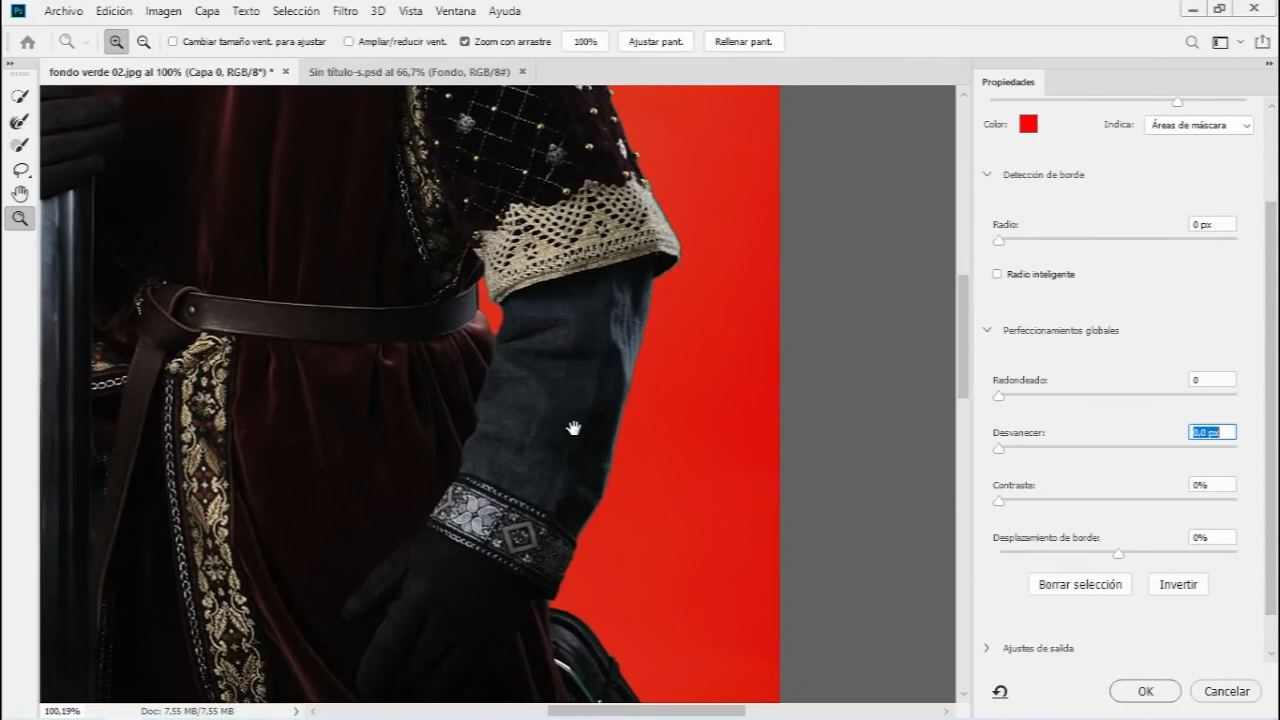 Ps Archivo Edición Imagen Capa Texto Selección Filtro 3D Vista Ventana Ayuda
Cambiar tamaño vent. para ajustar Ampliar/reducir vent. Zoom con arrastre 100% Ajustar pant. Rellenar pant.
fondo verde 02.jpg al 100% (Capa 0, RGB/8*) * Sin título-s.psd al 66,7% (Fondo, RGB/8#)
Propiedades
Color: Indica: Áreas de máscara
Detección de borde
Radio: 0 px
Radio inteligente
Perfeccionamientos globales
Redondeado: 0
Desvanecer: 0,0 px
Contraste: 0%
Desplazamiento de borde: 0%
Borrar selección Invertir
Ajustes de salida
OK Cancelar
100,19% Doc: 7,55 MB/7,55 MB